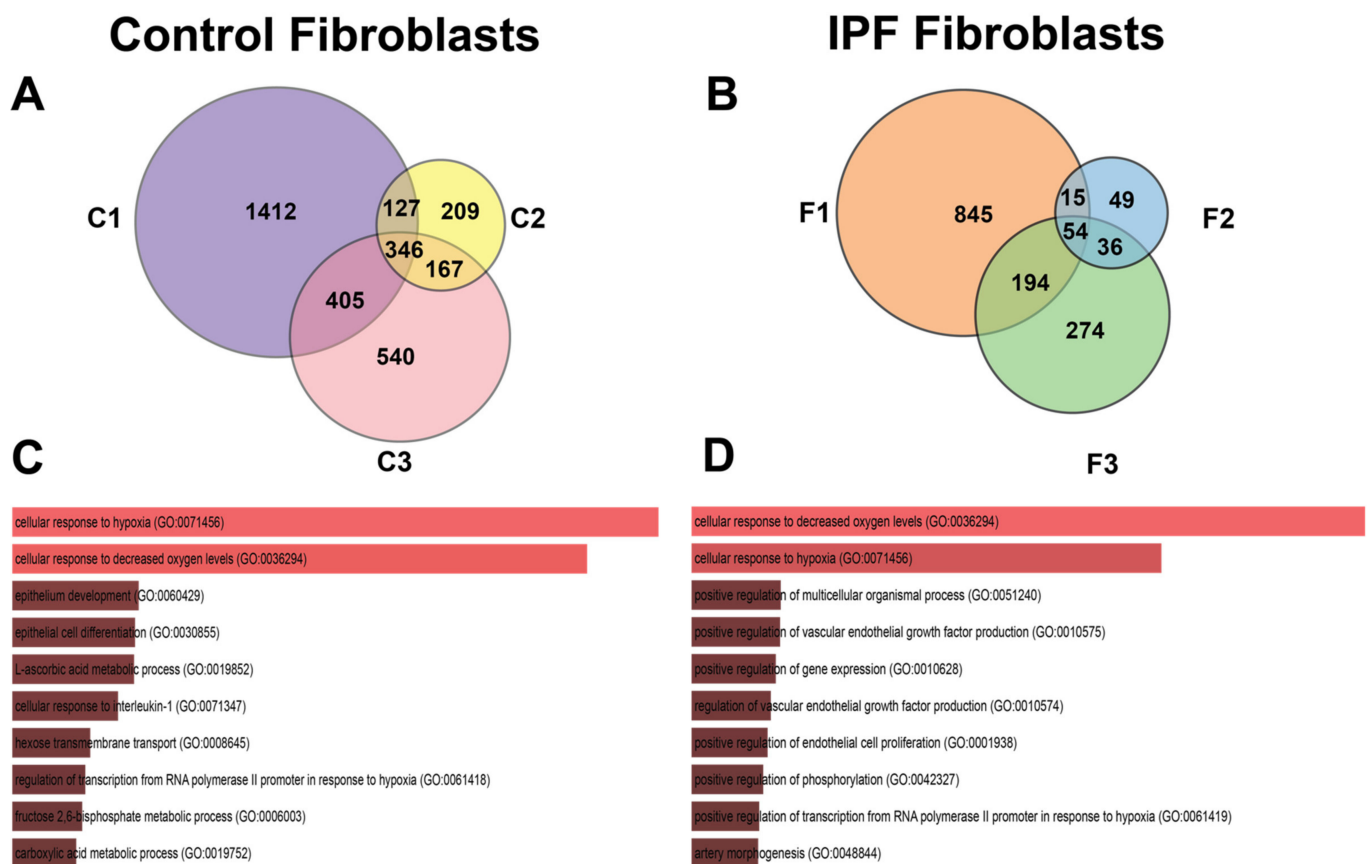 Control Fibroblasts
IPF Fibroblasts
A
B
C1
1412
127
209
C2
346
167
405
540
C3
F1
845
15
49
F2
54
36
194
274
F3
C
D
cellular response to hypoxia (GO:0071456)
cellular response to decreased oxygen levels (GO:0036294)
epithelium development (GO:0060429)
epithelial cell differentiation (GO:0030855)
L-ascorbic acid metabolic process (GO:0019852)
cellular response to interleukin-1 (GO:0071347)
hexose transmembrane transport (GO:0008645)
regulation of transcription from RNA polymerase II promoter in response to hypoxia (GO:0061418)
fructose 2,6-bisphosphate metabolic process (GO:0006003)
carboxylic acid metabolic process (GO:0019752)
cellular response to decreased oxygen levels (GO:0036294)
cellular response to hypoxia (GO:0071456)
positive regulation of multicellular organismal process (GO:0051240)
positive regulation of vascular endothelial growth factor production (GO:0010575)
positive regulation of gene expression (GO:0010628)
regulation of vascular endothelial growth factor production (GO:0010574)
positive regulation of endothelial cell proliferation (GO:0001938)
positive regulation of phosphorylation (GO:0042327)
positive regulation of transcription from RNA polymerase II promoter in response to hypoxia (GO:0061419)
artery morphogenesis (GO:0048844)